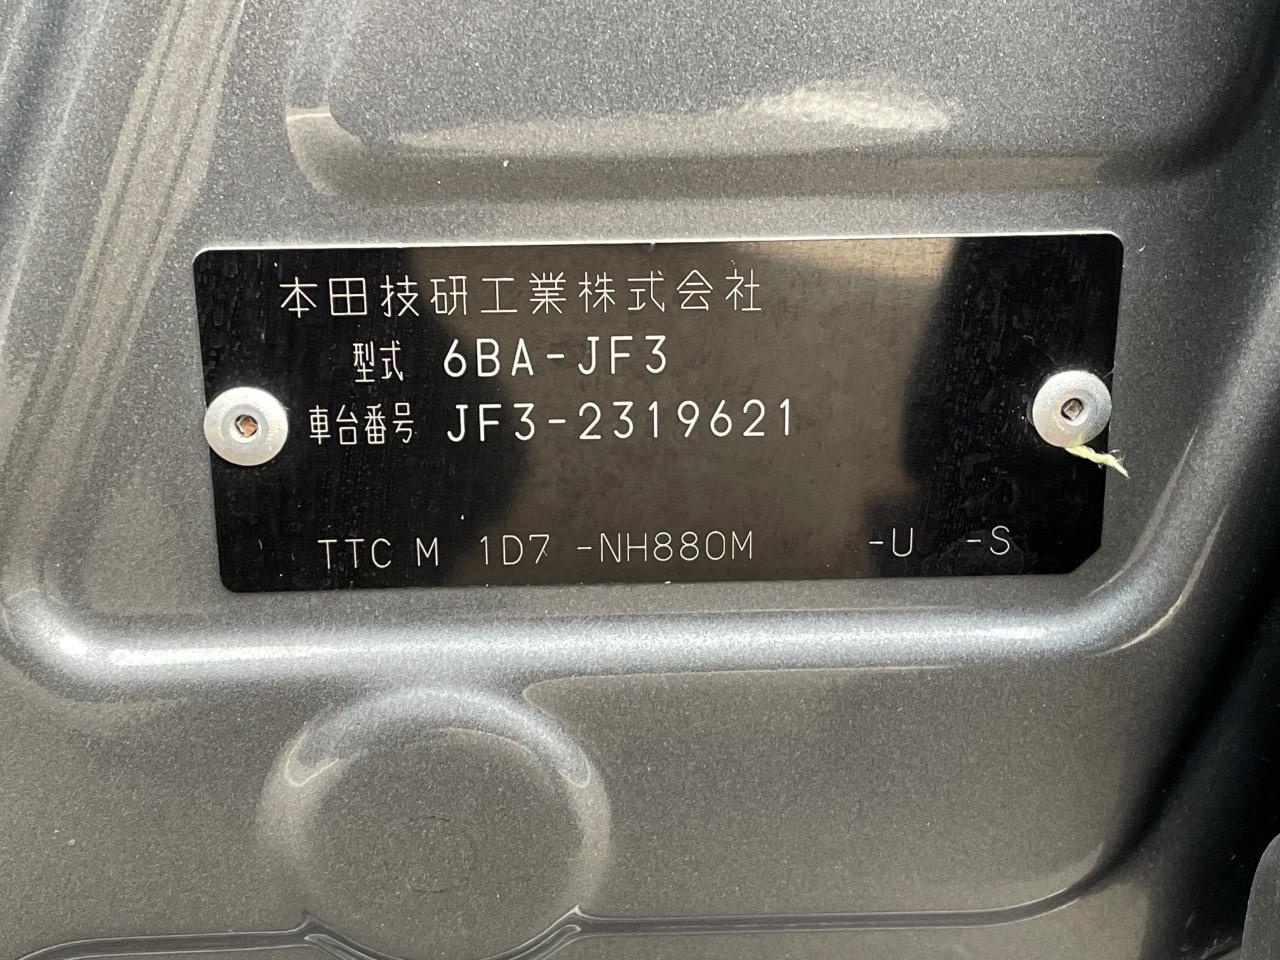 本田技研工業株式会社
型式 6BA-JF3
車台番号 JF3-2319621
TTC M 1D7 -NH880M -U -S